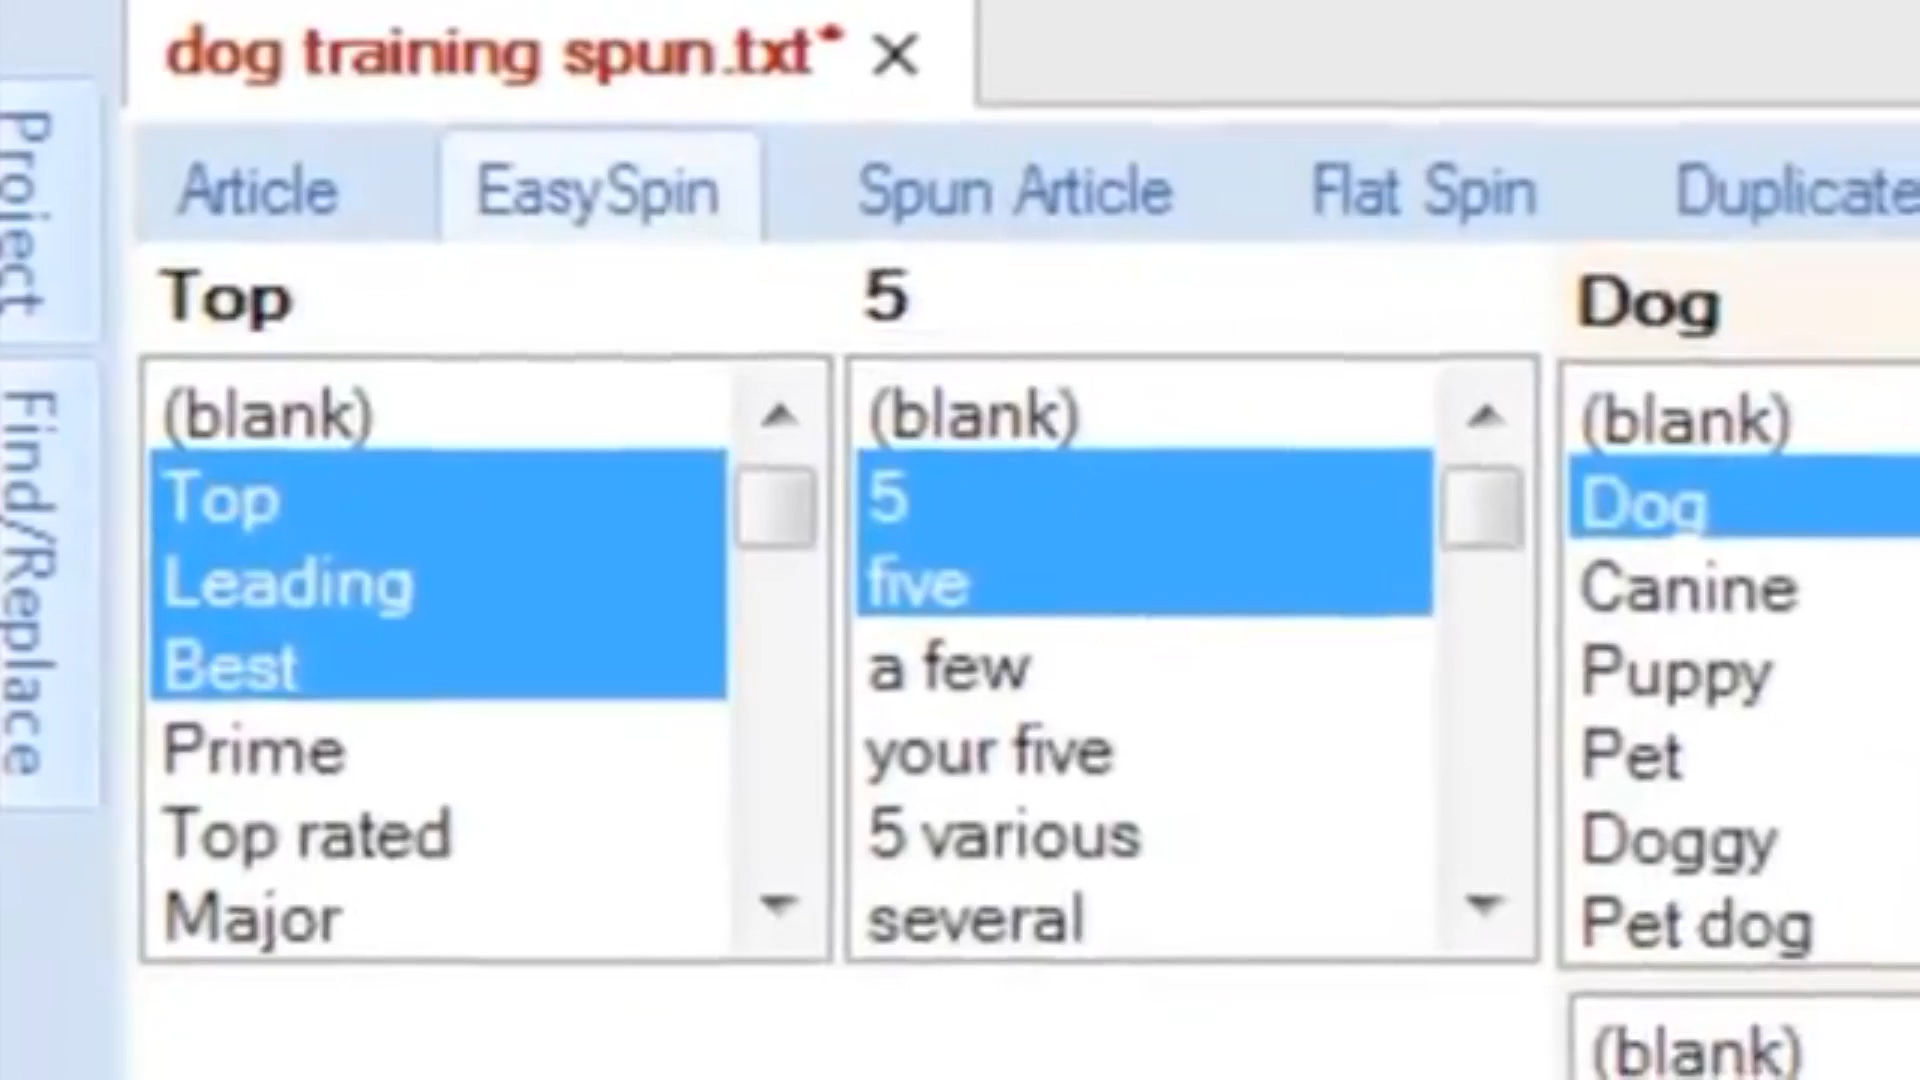 dog training spun.txt*
Project
Find/Replace
Article EasySpin Spun Article Flat Spin Duplicate
Top
(blank)
Top
Leading
Best
Prime
Top rated
Major
5
(blank)
5
five
a few
your five
5 various
several
Dog
(blank)
Dog
Canine
Puppy
Pet
Doggy
Pet dog
(blank)